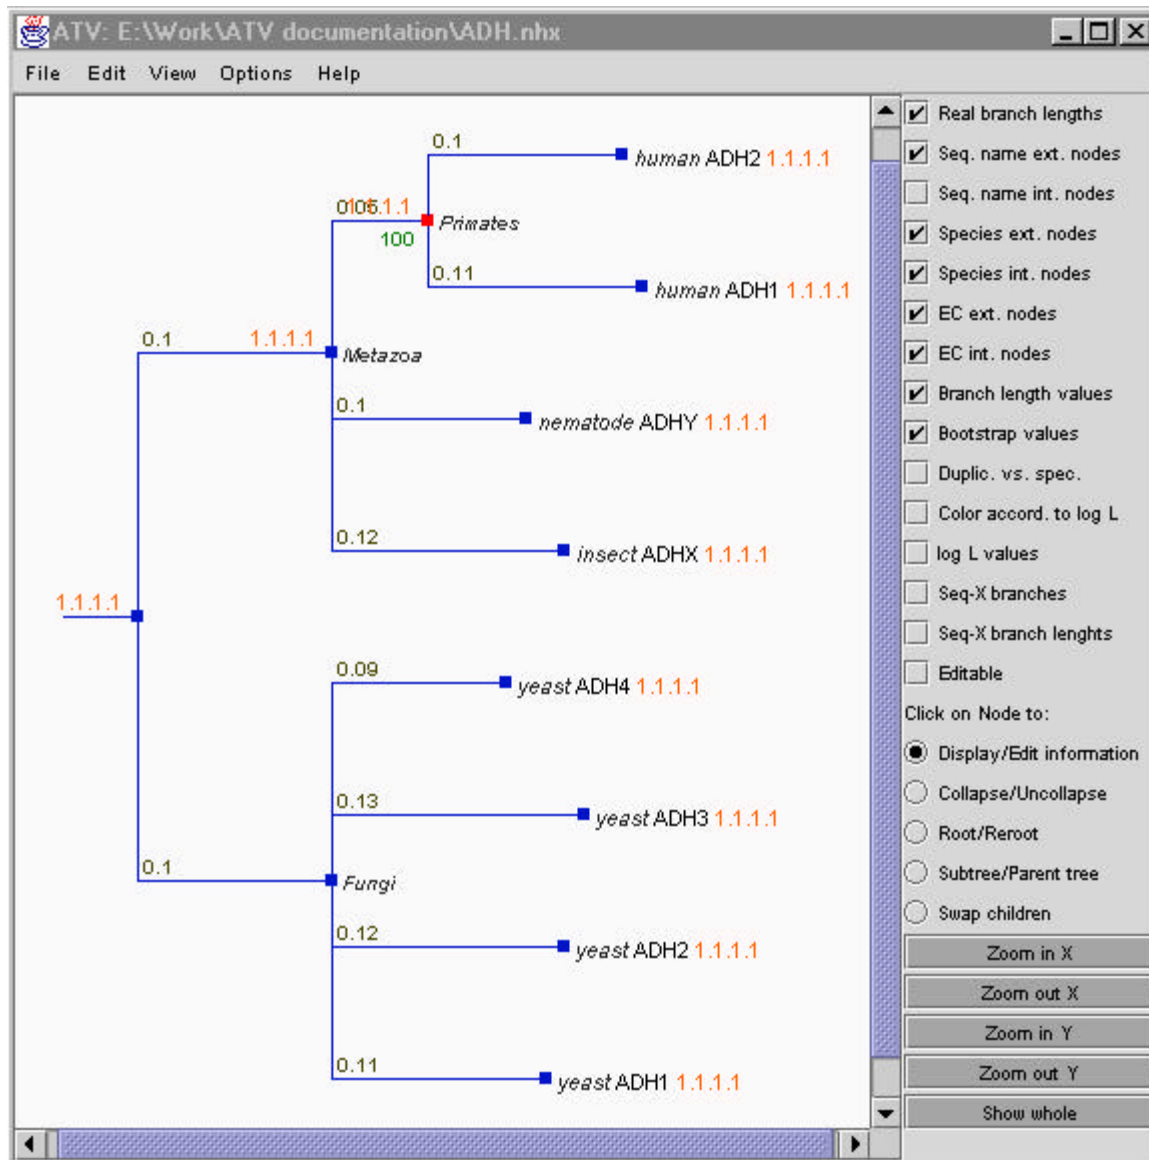 ATV: E:\Work\ATV documentation\ADH.nhx
File Edit View Options Help
0.1
human ADH2 1.1.1.1
0.05 1.1.1.1
Primates
100
0.11
human ADH1 1.1.1.1
0.1
1.1.1.1
Metazoa
0.1
nematode ADHY 1.1.1.1
0.12
insect ADHX 1.1.1.1
1.1.1.1
0.09
yeast ADH4 1.1.1.1
0.13
yeast ADH3 1.1.1.1
0.1
Fungi
0.12
yeast ADH2 1.1.1.1
0.11
yeast ADH1 1.1.1.1
Real branch lengths
Seq. name ext. nodes
Seq. name int. nodes
Species ext. nodes
Species int. nodes
EC ext. nodes
EC int. nodes
Branch length values
Bootstrap values
Duplic. vs. spec.
Color accord. to log L
log L values
Seq-X branches
Seq-X branch lenghts
Editable
Click on Node to:
Display/Edit information
Collapse/Uncollapse
Root/Reroot
Subtree/Parent tree
Swap children
Zoom in X
Zoom out X
Zoom in Y
Zoom out Y
Show whole